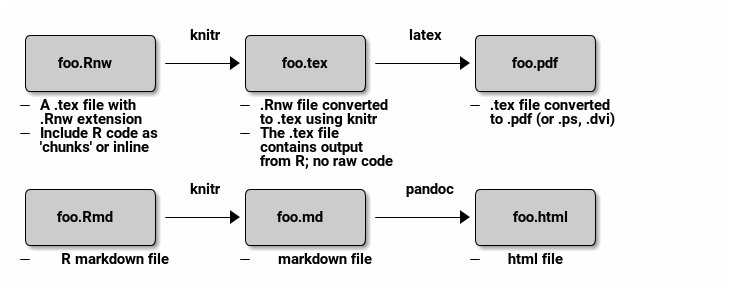 knitr
latex
foo.Rnw
foo.tex
foo.pdf
— A .tex file with
.Rnw extension
— Include R code as
'chunks' or inline
— .Rnw file converted
to .tex using knitr
— The .tex file
contains output
from R; no raw code
— .tex file converted
to .pdf (or .ps, .dvi)
knitr
pandoc
foo.Rmd
foo.md
foo.html
— R markdown file
— markdown file
— html file